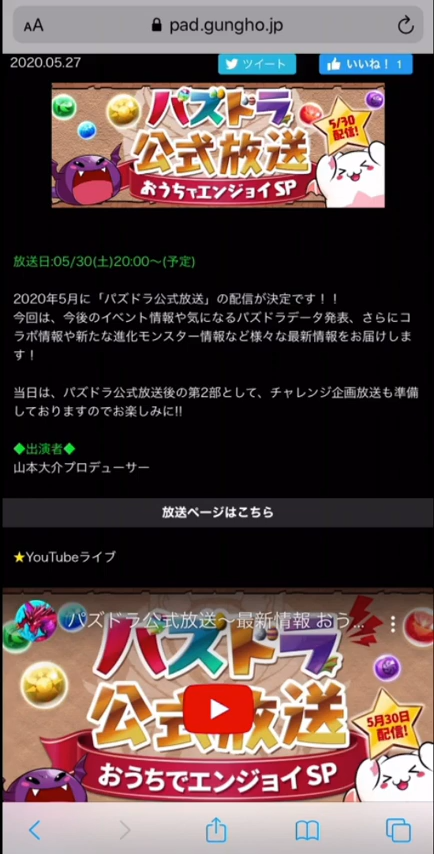 AA
pad.gungho.jp
2020.05.27
ツイート
いいね！ 1
パズドラ
公式放送
おうちでエンジョイSP
5/30
配信!
放送日:05/30(土)20:00〜(予定)
2020年5月に「パズドラ公式放送」の配信が決定です！！
今回は、今後のイベント情報や気になるパズドラデータ発表、さらにコ
ラボ情報や新たな進化モンスター情報など様々な最新情報をお届けしま
す！
当日は、パズドラ公式放送後の第2部として、チャレンジ企画放送も準備
しておりますのでお楽しみに!!
◆出演者◆
山本大介プロデューサー
放送ページはこちら
★YouTubeライブ
パズドラ公式放送〜最新情報 おう...
パズドラ
公式放送
おうちでエンジョイSP
5月30日
配信!